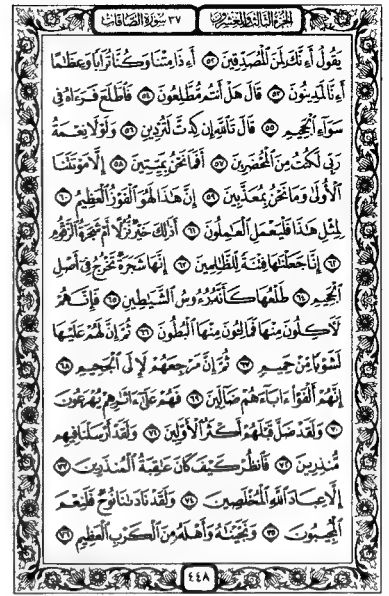 الجزء الثالث والعشرون
٣٧ سورة الصافات
يَقُولُ أَءِنَّكَ لَمِنَ ٱلْمُصَدِّقِينَ ٥٢ أَءِذَا مِتْنَا وَكُنَّا تُرَابًا وَعِظَٰمًا
أَءِنَّا لَمَدِينُونَ ٥٣ قَالَ هَلْ أَنتُم مُّطَّلِعُونَ ٥٤ فَٱطَّلَعَ فَرَءَاهُ فِى
سَوَآءِ ٱلْجَحِيمِ ٥٥ قَالَ تَٱللَّهِ إِن كِدتَّ لَتُرْدِينِ ٥٦ وَلَوْلَا نِعْمَةُ
رَبِّى لَكُنتُ مِنَ ٱلْمُحْضَرِينَ ٥٧ أَفَمَا نَحْنُ بِمَيِّتِينَ ٥٨ إِلَّا مَوْتَتَنَا
ٱلْأُولَىٰ وَمَا نَحْنُ بِمُعَذَّبِينَ ٥٩ إِنَّ هَٰذَا لَهُوَ ٱلْفَوْزُ ٱلْعَظِيمُ ٦٠
لِمِثْلِ هَٰذَا فَلْيَعْمَلِ ٱلْعَٰمِلُونَ ٦١ أَذَٰلِكَ خَيْرٌ نُّزُلًا أَمْ شَجَرَةُ ٱلزَّقُّومِ
٦٢ إِنَّا جَعَلْنَٰهَا فِتْنَةً لِّلظَّٰلِمِينَ ٦٣ إِنَّهَا شَجَرَةٌ تَخْرُجُ فِىٓ أَصْلِ
ٱلْجَحِيمِ ٦٤ طَلْعُهَا كَأَنَّهُۥ رُءُوسُ ٱلشَّيَٰطِينِ ٦٥ فَإِنَّهُمْ
لَءَاكِلُونَ مِنْهَا فَمَالِـُٔونَ مِنْهَا ٱلْبُطُونَ ٦٦ ثُمَّ إِنَّ لَهُمْ عَلَيْهَا
لَشَوْبًا مِّنْ حَمِيمٍ ٦٧ ثُمَّ إِنَّ مَرْجِعَهُمْ لَإِلَى ٱلْجَحِيمِ ٦٨
إِنَّهُمْ أَلْفَوْا۟ ءَابَآءَهُمْ ضَآلِّينَ ٦٩ فَهُمْ عَلَىٰٓ ءَاثَٰرِهِمْ يُهْرَعُونَ
٧٠ وَلَقَدْ ضَلَّ قَبْلَهُمْ أَكْثَرُ ٱلْأَوَّلِينَ ٧١ وَلَقَدْ أَرْسَلْنَا فِيهِم
مُّنذِرِينَ ٧٢ فَٱنظُرْ كَيْفَ كَانَ عَٰقِبَةُ ٱلْمُنذَرِينَ ٧٣
إِلَّا عِبَادَ ٱللَّهِ ٱلْمُخْلَصِينَ ٧٤ وَلَقَدْ نَادَىٰنَا نُوحٌ فَلَنِعْمَ
ٱلْمُجِيبُونَ ٧٥ وَنَجَّيْنَٰهُ وَأَهْلَهُۥ مِنَ ٱلْكَرْبِ ٱلْعَظِيمِ ٧٦
٤٤٨